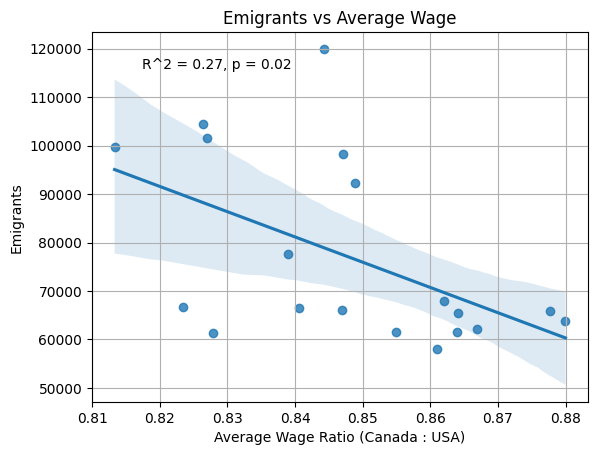 Emigrants vs Average Wage
R^2 = 0.27, p = 0.02
120000
110000
100000
90000
80000
70000
60000
50000
Emigrants
0.81 0.82 0.83 0.84 0.85 0.86 0.87 0.88
Average Wage Ratio (Canada : USA)